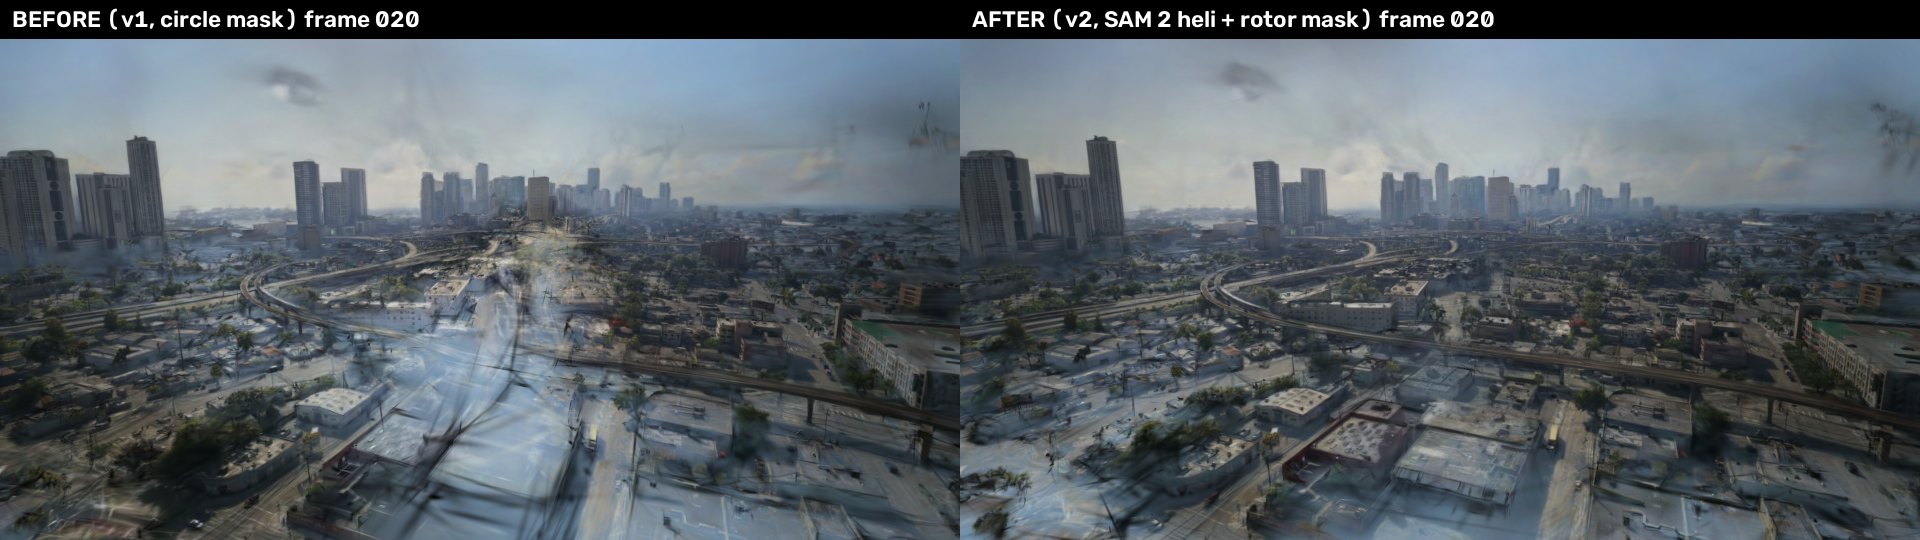 BEFORE (v1, circle mask) frame 020
AFTER (v2, SAM 2 heli + rotor mask) frame 020